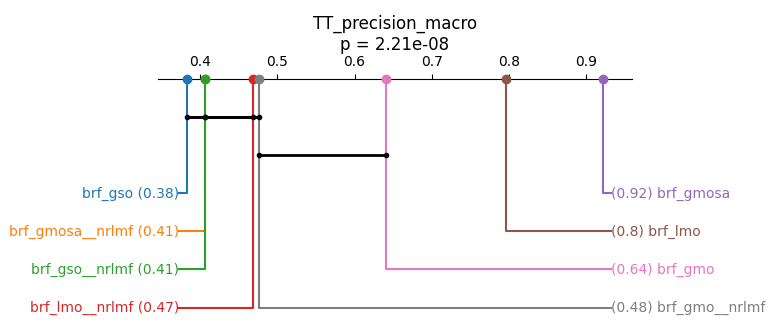 TT_precision_macro
p = 2.21e-08
0.4 0.5 0.6 0.7 0.8 0.9
brf_gso (0.38) (0.92) brf_gmosa
brf_gmosa__nrlmf (0.41) (0.8) brf_lmo
brf_gso__nrlmf (0.41) (0.64) brf_gmo
brf_lmo__nrlmf (0.47) (0.48) brf_gmo__nrlmf